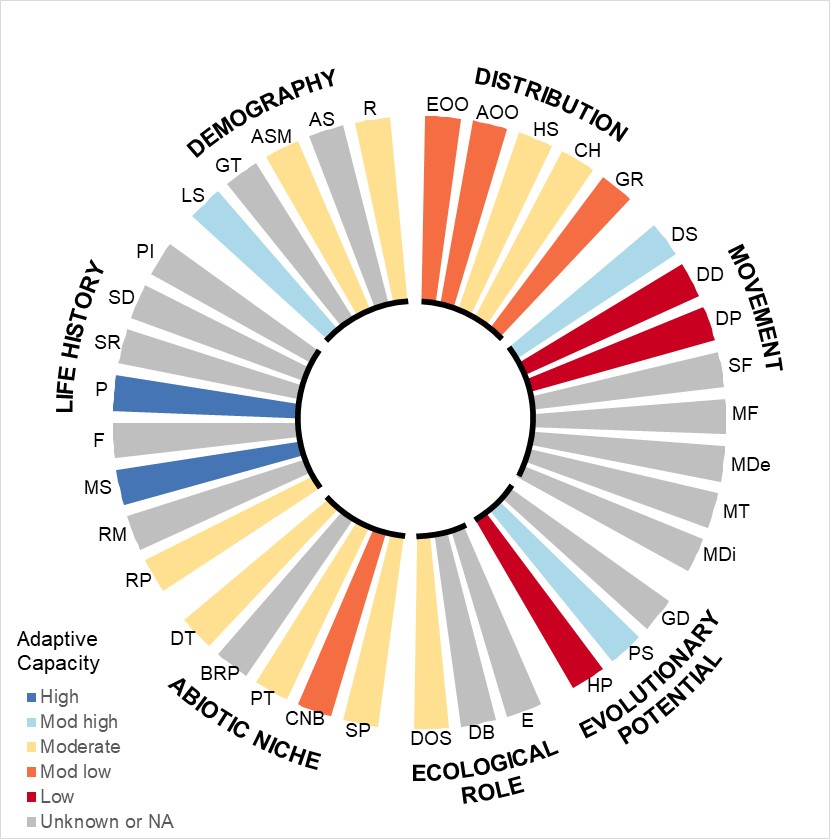 DISTRIBUTION
EOO
AOO
HS
CH
GR
MOVEMENT
DS
DD
DP
SF
MF
MDe
MT
MDi
EVOLUTIONARY
POTENTIAL
GD
PS
HP
ECOLOGICAL
ROLE
E
DB
DOS
ABIOTIC NICHE
SP
CNB
PT
BRP
DT
LIFE HISTORY
RP
RM
MS
F
P
SR
SD
PI
DEMOGRAPHY
LS
GT
ASM
AS
R
Adaptive
Capacity
High
Mod high
Moderate
Mod low
Low
Unknown or NA